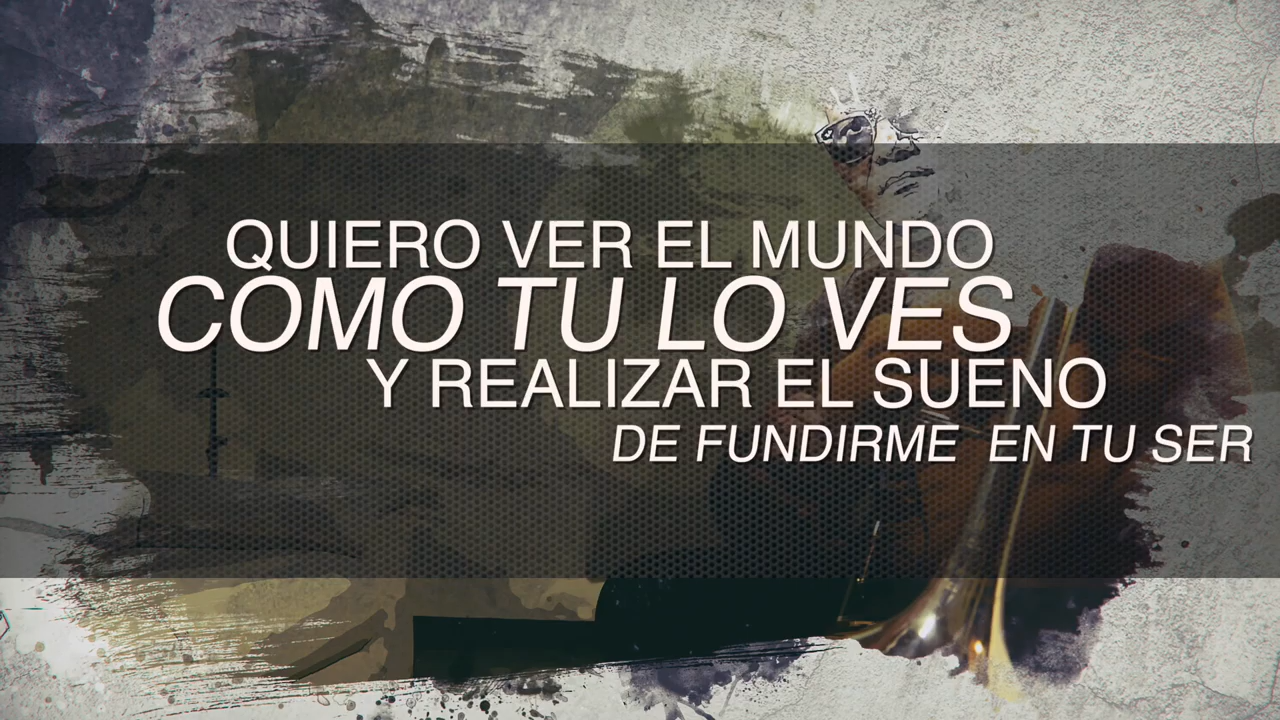 QUIERO VER EL MUNDO
COMO TU LO VES
Y REALIZAR EL SUENO
DE FUNDIRME EN TU SER